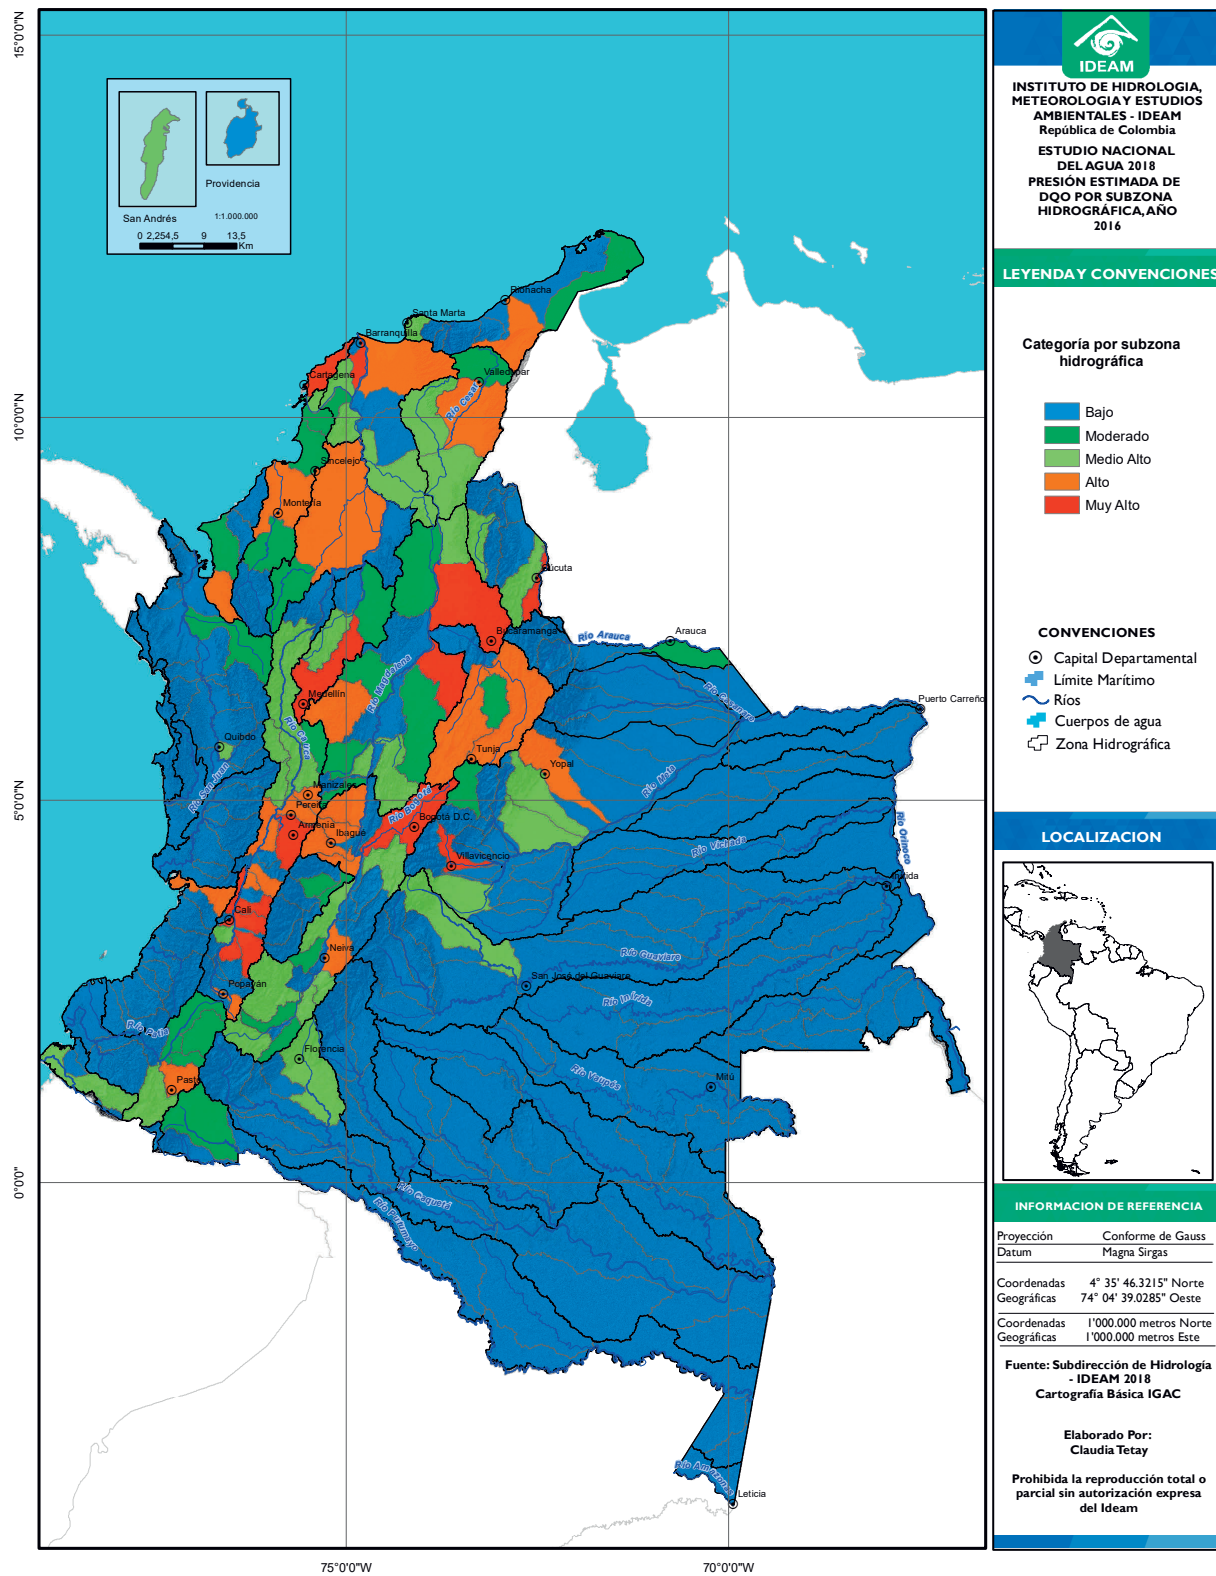 15°0'0"N
10°0'0"N
5°0'0"N
0°0'0"
75°0'0"W
70°0'0"W
San Andrés
Providencia
1:1.000.000
0 2,254,5 9 13,5
Km
Riohacha
Santa Marta
Barranquilla
Cartagena
Valledupar
Río Cesar
Sincelejo
Montería
Cúcuta
Bucaramanga
Río Arauca
Arauca
Río Magdalena
Medellín
Río Casanare
Puerto Carreño
Quibdo
Río Cauca
Tunja
Yopal
Río Meta
Río San Juan
Manizales
Pereira
Armenia
Ibagué
Río Bogotá
Bogotá D.C.
Río Orinoco
Río Vichada
Villavicencio
Inírida
Cali
Neiva
Río Guaviare
San José del Guaviare
Río Inírida
Popayán
Río Patía
Florencia
Río Vaupés
Mitú
Pasto
Río Caquetá
Río Putumayo
Río Amazonas
Leticia
IDEAM
INSTITUTO DE HIDROLOGIA,
METEOROLOGIA Y ESTUDIOS
AMBIENTALES - IDEAM
República de Colombia
ESTUDIO NACIONAL
DEL AGUA 2018
PRESIÓN ESTIMADA DE
DQO POR SUBZONA
HIDROGRÁFICA, AÑO
2016
LEYENDA Y CONVENCIONES
Categoría por subzona
hidrográfica
Bajo
Moderado
Medio Alto
Alto
Muy Alto
CONVENCIONES
Capital Departamental
Límite Marítimo
Ríos
Cuerpos de agua
Zona Hidrográfica
LOCALIZACION
INFORMACION DE REFERENCIA
Proyección Conforme de Gauss
Datum Magna Sirgas
Coordenadas 4° 35' 46.3215" Norte
Geográficas 74° 04' 39.0285" Oeste
Coordenadas 1'000.000 metros Norte
Geográficas 1'000.000 metros Este
Fuente: Subdirección de Hidrología
- IDEAM 2018
Cartografía Básica IGAC
Elaborado Por:
Claudia Tetay
Prohibida la reproducción total o
parcial sin autorización expresa
del Ideam